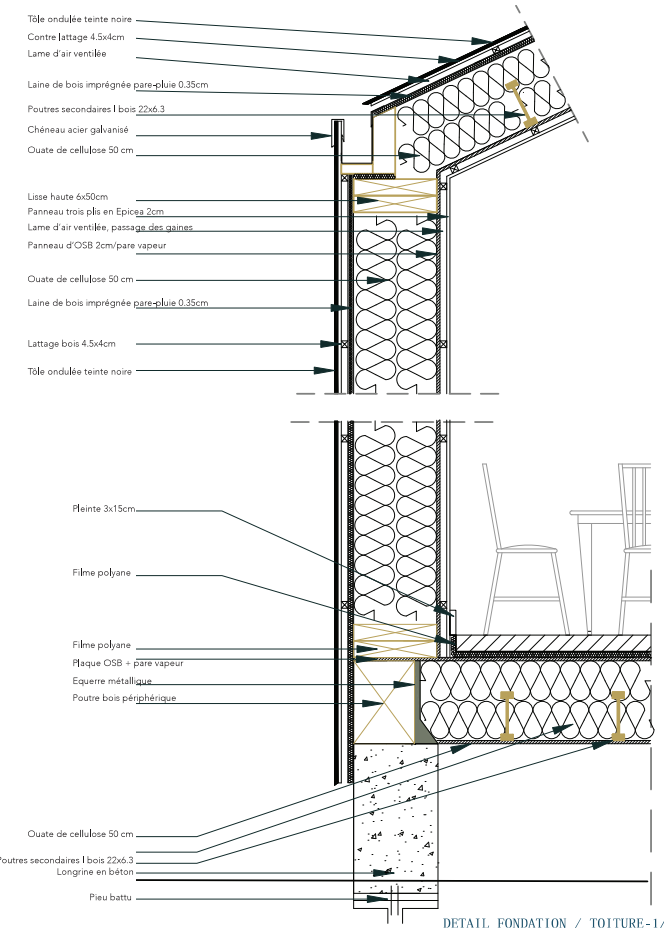 Tôle ondulée teinte noire
Contre lattage 4.5x4cm
Lame d'air ventilée
Laine de bois imprégnée pare-pluie 0.35cm
Poutres secondaires I bois 22x6.3
Chéneau acier galvanisé
Ouate de cellulose 50 cm
Lisse haute 6x50cm
Panneau trois plis en Epicea 2cm
Lame d'air ventilée, passage des gaines
Panneau d'OSB 2cm/pare vapeur
Ouate de cellulose 50 cm
Laine de bois imprégnée pare-pluie 0.35cm
Lattage bois 4.5x4cm
Tôle ondulée teinte noire
Pleinte 3x15cm
Filme polyane
Filme polyane
Plaque OSB + pare vapeur
Equerre métallique
Poutre bois périphérique
Ouate de cellulose 50 cm
Poutres secondaires I bois 22x6.3
Longrine en béton
Pieu battu
DETAIL FONDATION / TOITURE-1/